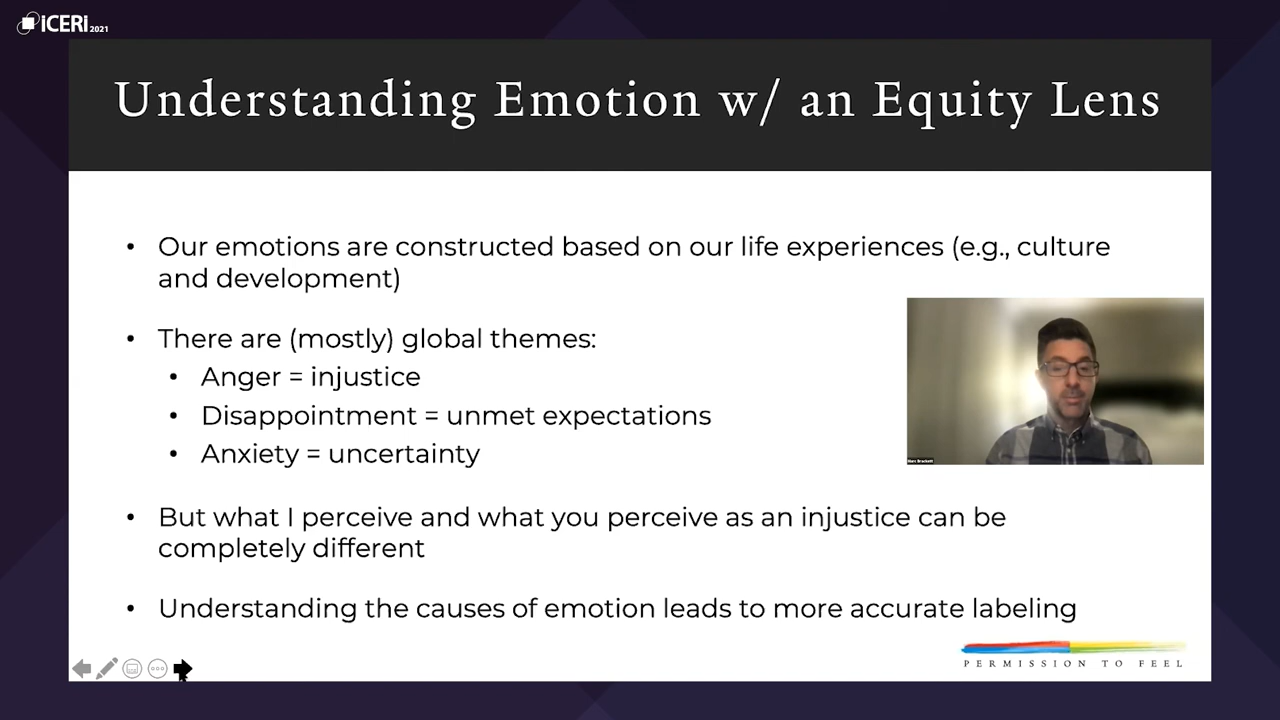 iCERi 2021
Understanding Emotion w/ an Equity Lens
• Our emotions are constructed based on our life experiences (e.g., culture
and development)
• There are (mostly) global themes:
• Anger = injustice
• Disappointment = unmet expectations
• Anxiety = uncertainty
Marc Brackett
• But what I perceive and what you perceive as an injustice can be
completely different
• Understanding the causes of emotion leads to more accurate labeling
PERMISSION TO FEEL